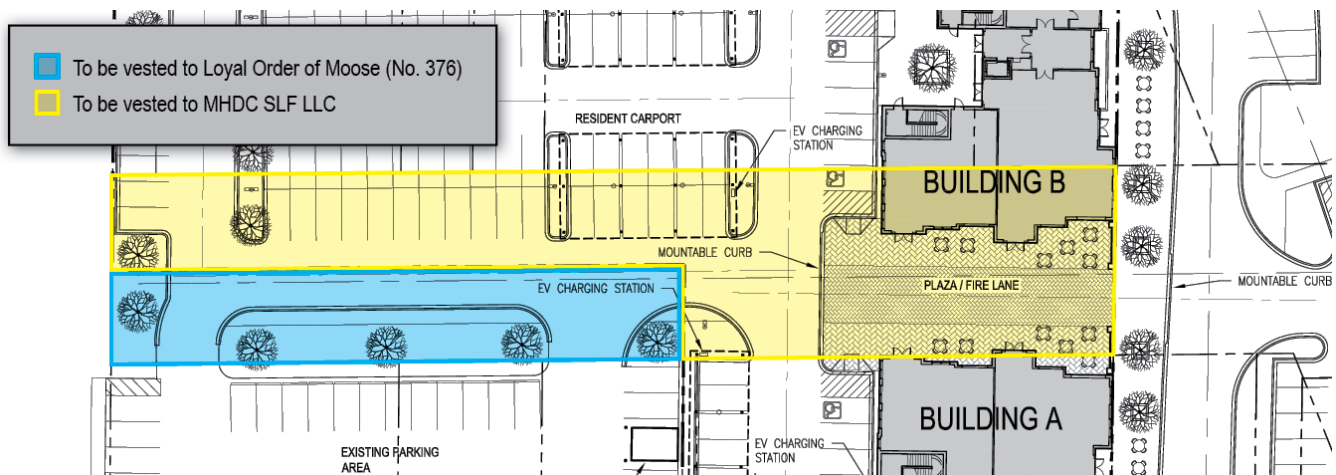 To be vested to Loyal Order of Moose (No. 376)
To be vested to MHDC SLF LLC
RESIDENT CARPORT
EV CHARGING
STATION
BUILDING B
MOUNTABLE CURB
EV CHARGING STATION
PLAZA / FIRE LANE
MOUNTABLE CURB
BUILDING A
EXISTING PARKING
AREA
EV CHARGING
STATION